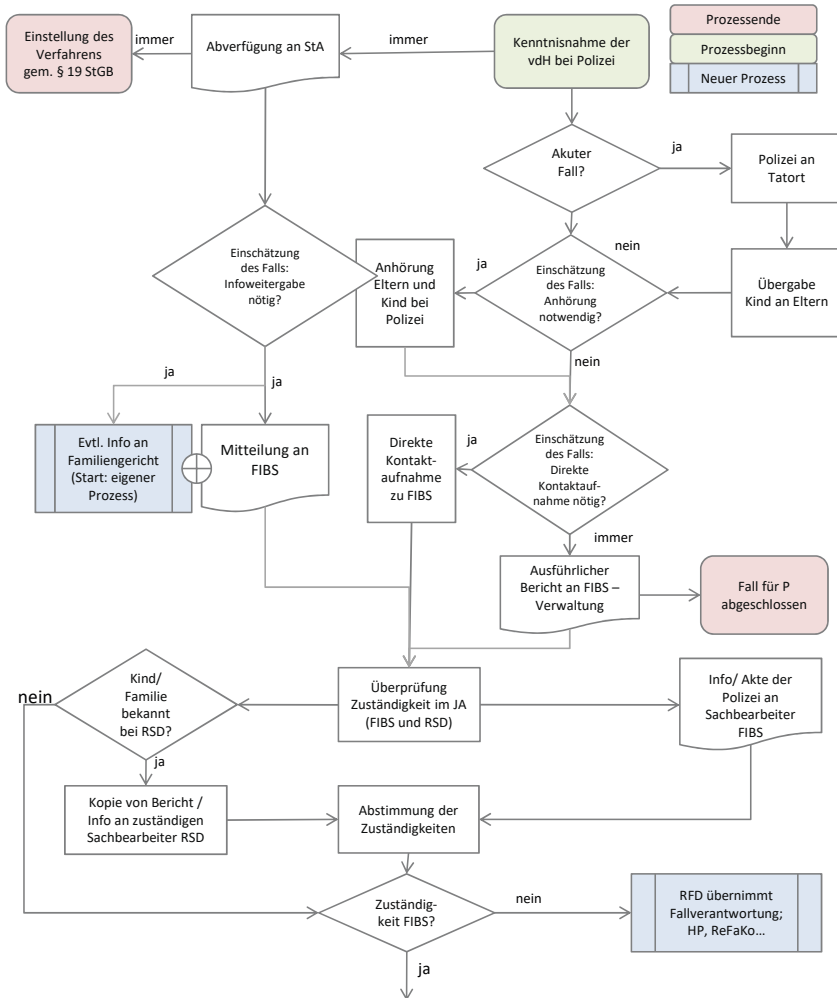 Einstellung des
Verfahrens
gem. § 19 StGB
immer
Abverfügung an StA
immer
Kenntnisnahme der
vdH bei Polizei
Prozessende
Prozessbeginn
Neuer Prozess
Akuter
Fall?
ja
Polizei an
Tatort
nein
Einschätzung
des Falls:
Infoweitergabe
nötig?
Anhörung
Eltern und
Kind bei
Polizei
ja
Einschätzung
des Falls:
Anhörung
notwendig?
Übergabe
Kind an Eltern
nein
ja
ja
Evtl. Info an
Familiengericht
(Start: eigener
Prozess)
Mitteilung an
FIBS
Direkte
Kontakt-
aufnahme
zu FIBS
ja
Einschätzung
des Falls:
Direkte
Kontaktauf-
nahme nötig?
immer
Ausführlicher
Bericht an FIBS –
Verwaltung
Fall für P
abgeschlossen
nein
Kind/
Familie
bekannt
bei RSD?
Überprüfung
Zuständigkeit im JA
(FIBS und RSD)
Info/ Akte der
Polizei an
Sachbearbeiter
FIBS
ja
Kopie von Bericht /
Info an zuständigen
Sachbearbeiter RSD
Abstimmung der
Zuständigkeiten
Zuständig-
keit FIBS?
nein
RFD übernimmt
Fallverantwortung;
HP, ReFaKo...
ja